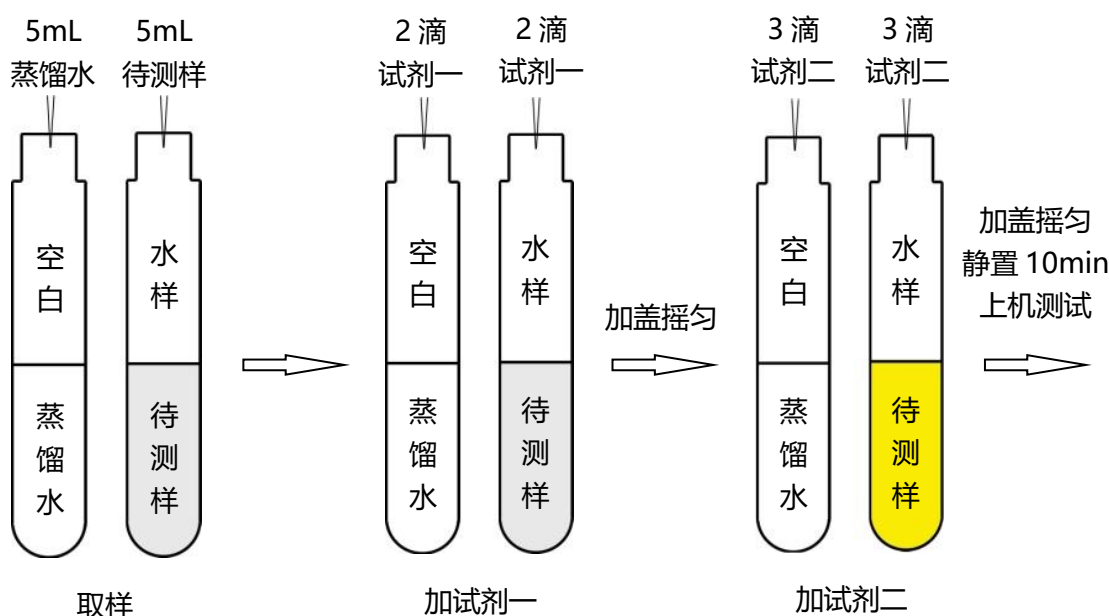 5mL
蒸馏水
5mL
待测样
空白
水样
蒸馏水
待测样
取样
2 滴
试剂一
2 滴
试剂一
空白
水样
蒸馏水
待测样
加试剂一
加盖摇匀
3 滴
试剂二
3 滴
试剂二
空白
水样
蒸馏水
待测样
加试剂二
加盖摇匀
静置 10min
上机测试